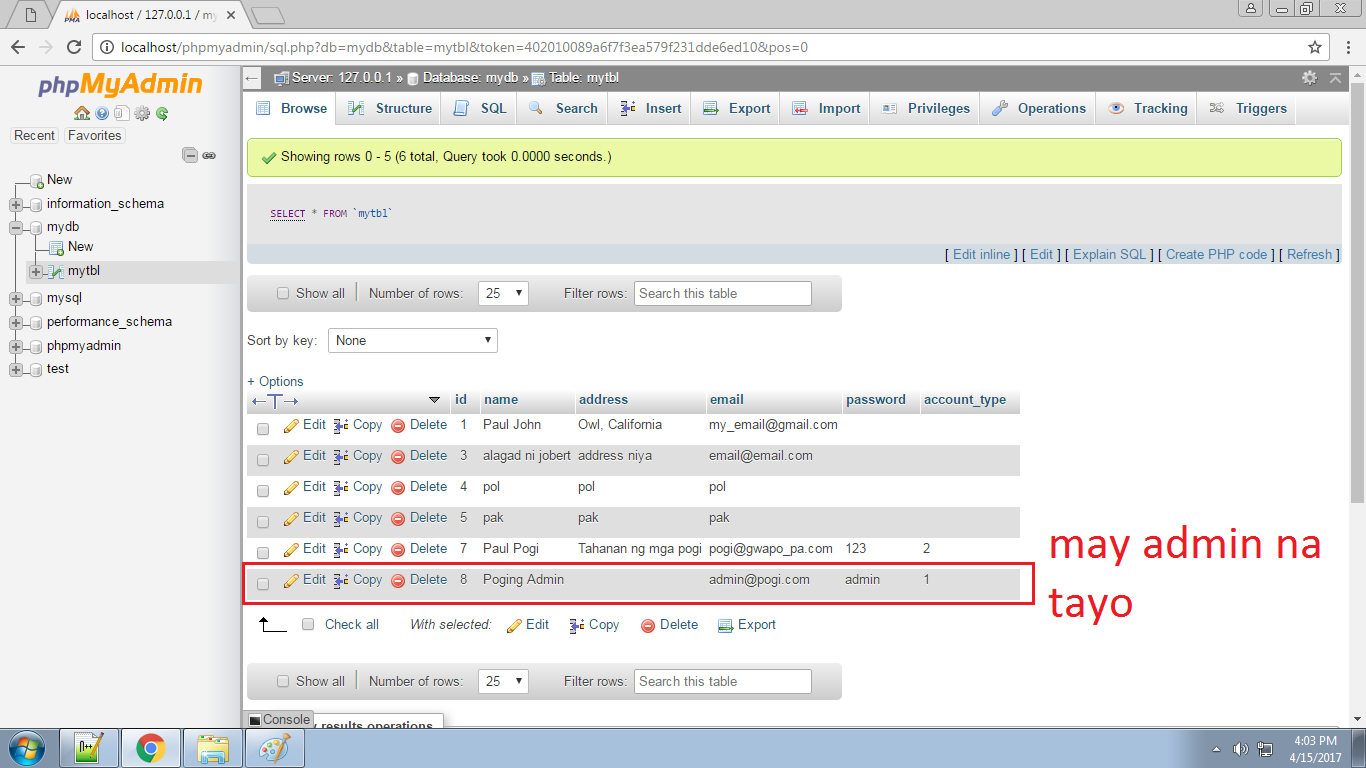 localhost / 127.0.0.1 / my
localhost/phpmyadmin/sql.php?db=mydb&table=mytbl&token=402010089a6f7f3ea579f231dde6ed10&pos=0
phpMyAdmin
Recent Favorites
New
information_schema
mydb
New
mytbl
mysql
performance_schema
phpmyadmin
test
Server: 127.0.0.1 » Database: mydb » Table: mytbl
Browse Structure SQL Search Insert Export Import Privileges Operations Tracking Triggers
Showing rows 0 - 5 (6 total, Query took 0.0000 seconds.)
SELECT * FROM `mytbl`
[ Edit inline ] [ Edit ] [ Explain SQL ] [ Create PHP code ] [ Refresh ]
Show all | Number of rows: 25 Filter rows: Search this table
Sort by key: None
+ Options
←T→ id name address email password account_type
Edit Copy Delete 1 Paul John Owl, California my_email@gmail.com
Edit Copy Delete 3 alagad ni jobert address niya email@email.com
Edit Copy Delete 4 pol pol pol
Edit Copy Delete 5 pak pak pak
Edit Copy Delete 7 Paul Pogi Tahanan ng mga pogi pogi@gwapo_pa.com 123 2
Edit Copy Delete 8 Poging Admin admin@pogi.com admin 1
may admin na
tayo
Check all With selected: Edit Copy Delete Export
Show all | Number of rows: 25 Filter rows: Search this table
Console
results operations
4:03 PM
4/15/2017